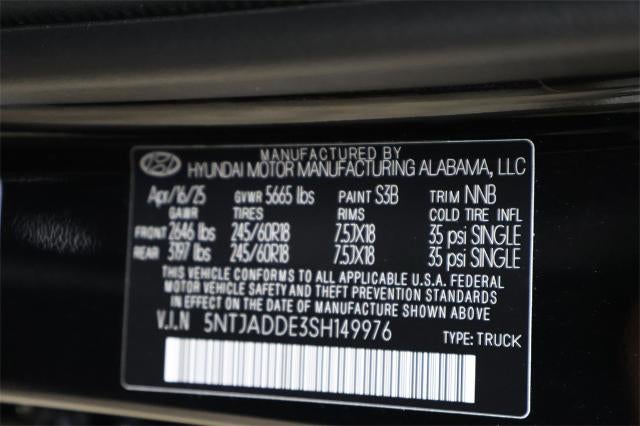 MANUFACTURED BY
HYUNDAI MOTOR MANUFACTURING ALABAMA, LLC
Apr/16/25 GVWR 5665 lbs PAINT S3B TRIM NNB
GAWR TIRES RIMS COLD TIRE INFL
FRONT 2646 lbs 245/60R18 7.5JX18 35 psi SINGLE
REAR 3197 lbs 245/60R18 7.5JX18 35 psi SINGLE
THIS VEHICLE CONFORMS TO ALL APPLICABLE U.S.A. FEDERAL
MOTOR VEHICLE SAFETY AND THEFT PREVENTION STANDARDS
IN EFFECT ON THE DATE OF MANUFACTURE SHOWN ABOVE
V.I.N 5NTJADDE3SH149976 TYPE: TRUCK